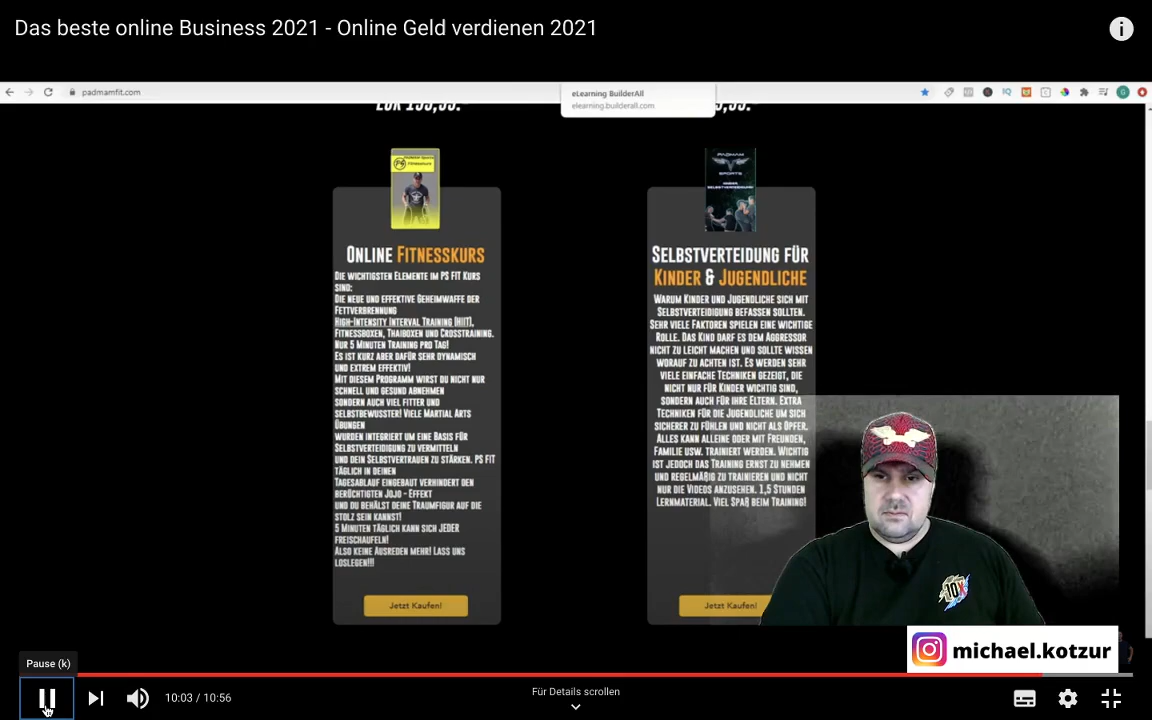 Das beste online Business 2021 - Online Geld verdienen 2021
padmamfit.com
eLearning BuilderAll
elearning.builderall.com
Online Fitnesskurs
Die wichtigsten Elemente im PS FIT Kurs
sind:
Die neue und effektive Geheimwaffe der
Fettverbrennung
High-Intensity Interval Training (HIIT),
Fitnessboxen, Thaiboxen und Crosstraining.
Nur 5 Minuten Training pro Tag!
Es ist kurz aber dafür sehr dynamisch
und extrem effektiv!
Mit diesem Programm wirst du nicht nur
schnell und gesund abnehmen
sondern auch viel fitter und
selbstbewusster! Viele Martial Arts
Übungen
wurden integriert um eine Basis für
Selbstverteidigung zu vermitteln
und dein Selbstvertrauen zu stärken. PS FIT
täglich in deinen
Tagesablauf eingebaut verhindert den
berüchtigten Jojo - Effekt
und du behälst deine Traumfigur auf die
stolz sein kannst!
5 Minuten täglich kann sich jeder
freischaufeln!
Also keine Ausreden mehr! Lass uns
loslegen!!!
Jetzt Kaufen!
Selbstverteidung für
Kinder & Jugendliche
Warum Kinder und Jugendliche sich mit
Selbstverteidigung befassen sollten.
Sehr viele Faktoren spielen eine wichtige
Rolle. Das Kind darf es dem Aggressor
nicht zu leicht machen und sollte wissen
worauf zu achten ist. Es werden sehr
viele einfache Techniken gezeigt, die
nicht nur für Kinder wichtig sind,
sondern auch für ihre Eltern. Extra
Techniken für die Jugendliche um sich
sicherer zu fühlen und nicht als Opfer.
Alles kann alleine oder mit Freunden,
Familie usw. trainiert werden. Wichtig
ist jedoch das Training ernst zu nehmen
und regelmäßig zu trainieren und nicht
nur die Videos anzusehen. 1,5 Stunden
Lernmaterial. Viel Spaß beim Training!
Jetzt Kaufen!
10X
michael.kotzur
Pause (k)
10:03 / 10:56
Für Details scrollen